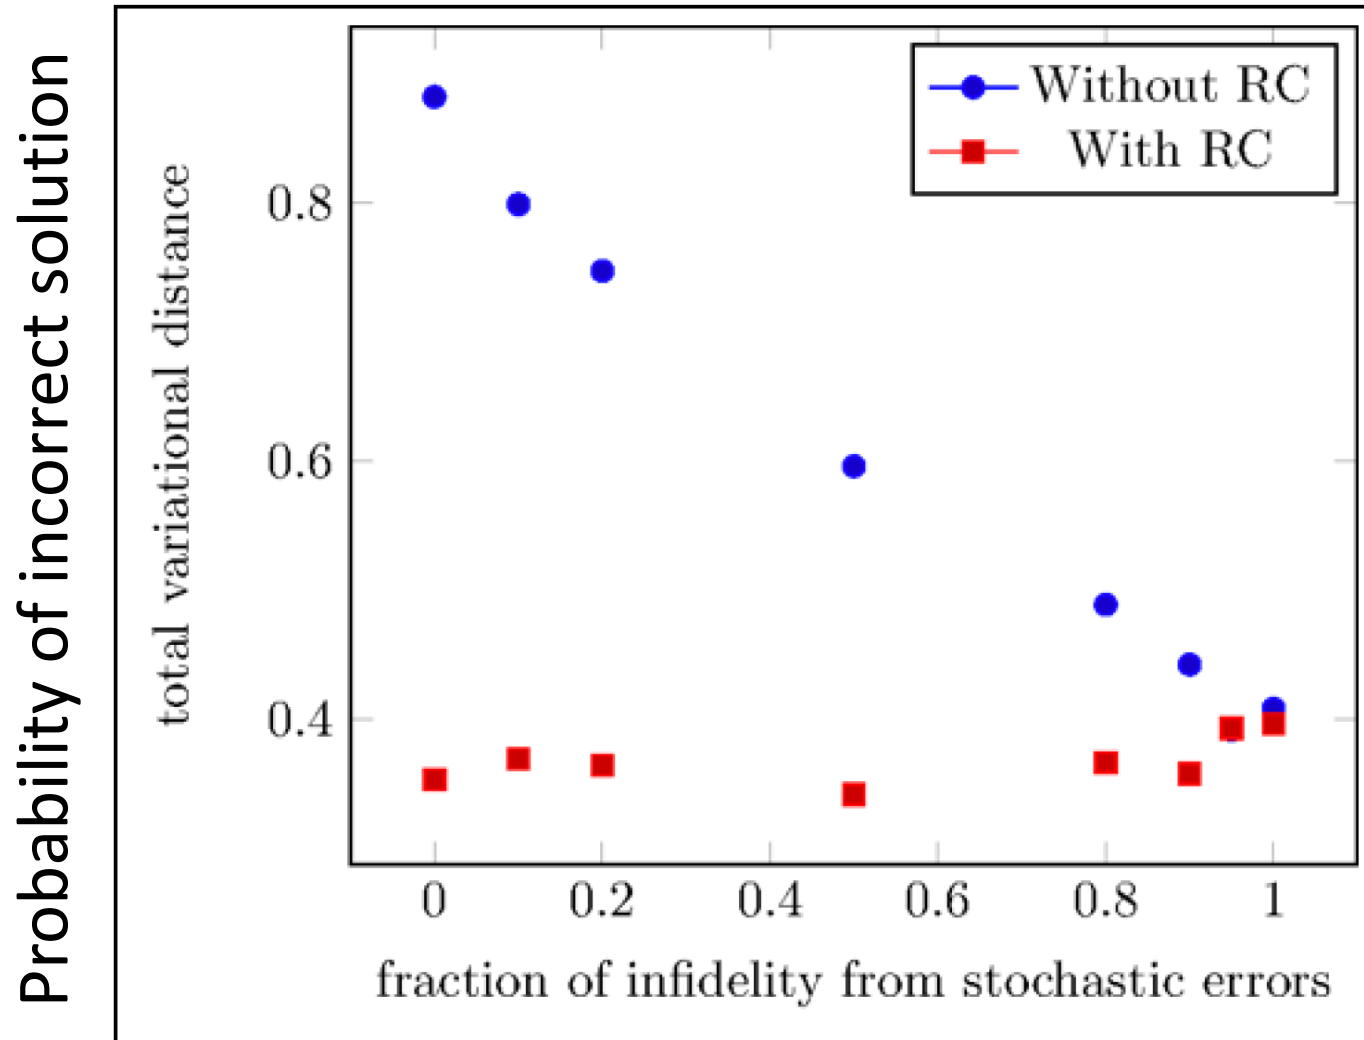 Probability of incorrect solution
total variational distance
Without RC
With RC
0.8
0.6
0.4
0 0.2 0.4 0.6 0.8 1
fraction of infidelity from stochastic errors